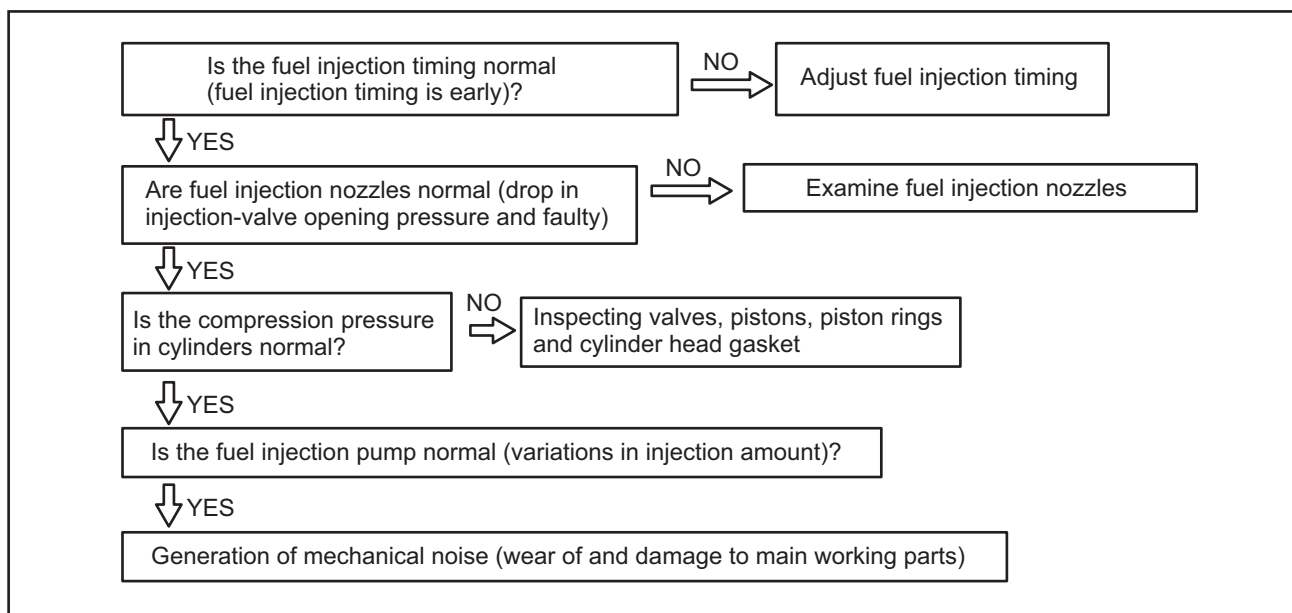 Is the fuel injection timing normal
(fuel injection timing is early)?
NO
Adjust fuel injection timing
YES
Are fuel injection nozzles normal (drop in
injection-valve opening pressure and faulty)
NO
Examine fuel injection nozzles
YES
Is the compression pressure
in cylinders normal?
NO
Inspecting valves, pistons, piston rings
and cylinder head gasket
YES
Is the fuel injection pump normal (variations in injection amount)?
YES
Generation of mechanical noise (wear of and damage to main working parts)